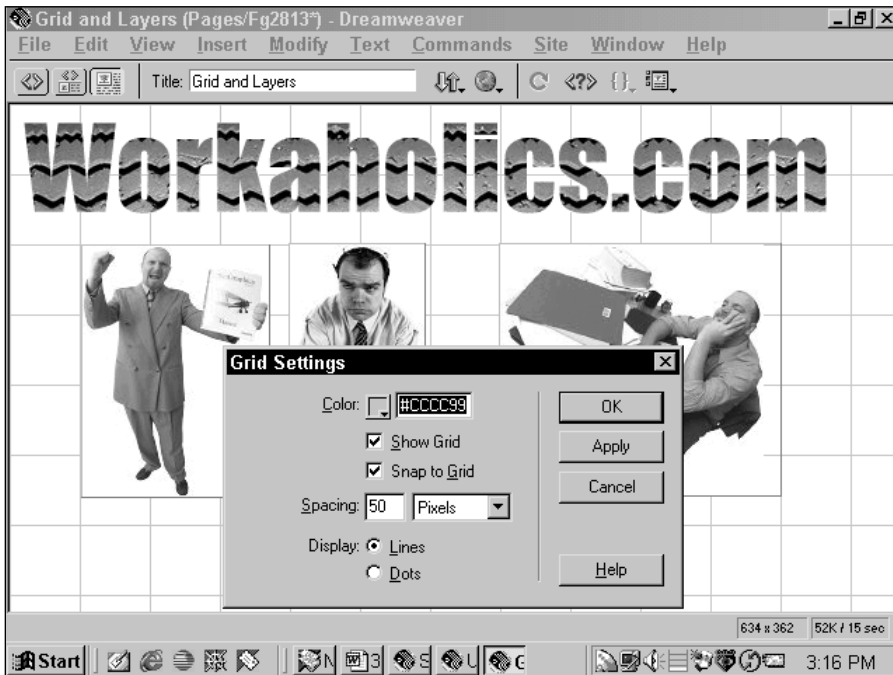 Grid and Layers (Pages/Fg2813*) - Dreamweaver
File Edit View Insert Modify Text Commands Site Window Help
Title: Grid and Layers
Workaholics.com
Grid Settings
Color: #CCCC99
Show Grid
Snap to Grid
Spacing: 50 Pixels
Display: Lines
Dots
OK
Apply
Cancel
Help
634 x 362 52K / 15 sec
Start N 3 S U G 3:16 PM